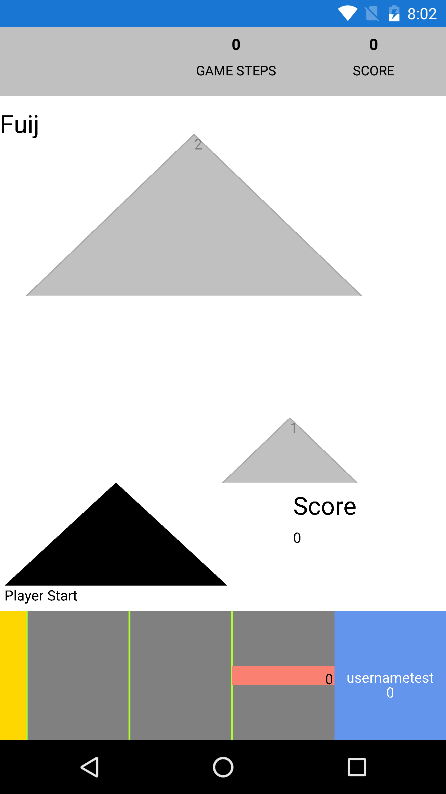 8:02
0 0
GAME STEPS SCORE
Fuij
2
1
Score
0
Player Start
0
usernametest
0